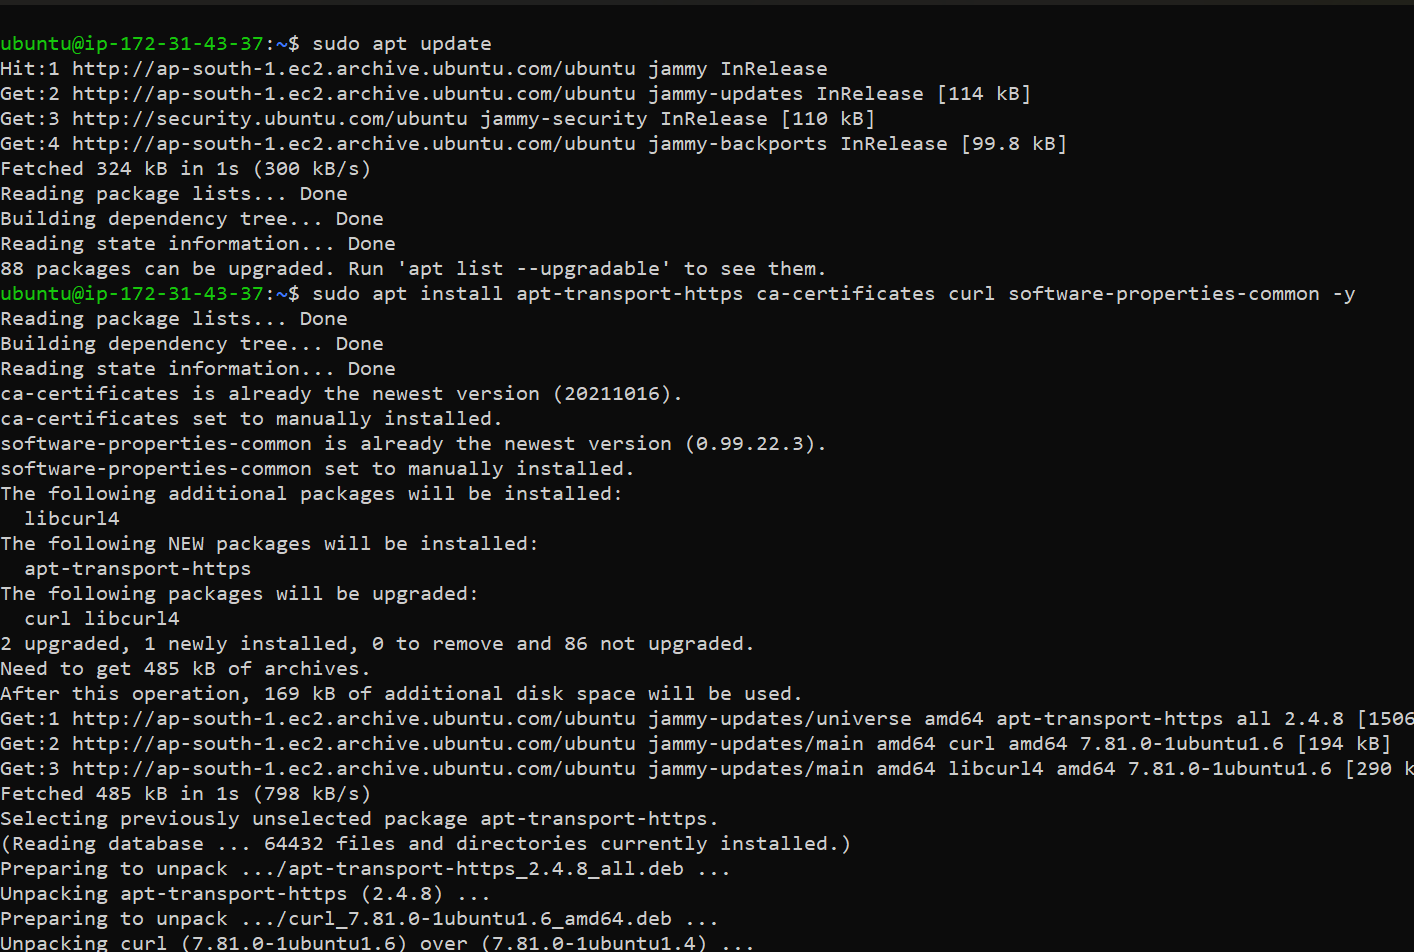 ubuntu@ip-172-31-43-37:~$ sudo apt update
Hit:1 http://ap-south-1.ec2.archive.ubuntu.com/ubuntu jammy InRelease
Get:2 http://ap-south-1.ec2.archive.ubuntu.com/ubuntu jammy-updates InRelease [114 kB]
Get:3 http://security.ubuntu.com/ubuntu jammy-security InRelease [110 kB]
Get:4 http://ap-south-1.ec2.archive.ubuntu.com/ubuntu jammy-backports InRelease [99.8 kB]
Fetched 324 kB in 1s (300 kB/s)
Reading package lists... Done
Building dependency tree... Done
Reading state information... Done
88 packages can be upgraded. Run 'apt list --upgradable' to see them.
ubuntu@ip-172-31-43-37:~$ sudo apt install apt-transport-https ca-certificates curl software-properties-common -y
Reading package lists... Done
Building dependency tree... Done
Reading state information... Done
ca-certificates is already the newest version (20211016).
ca-certificates set to manually installed.
software-properties-common is already the newest version (0.99.22.3).
software-properties-common set to manually installed.
The following additional packages will be installed:
  libcurl4
The following NEW packages will be installed:
  apt-transport-https
The following packages will be upgraded:
  curl libcurl4
2 upgraded, 1 newly installed, 0 to remove and 86 not upgraded.
Need to get 485 kB of archives.
After this operation, 169 kB of additional disk space will be used.
Get:1 http://ap-south-1.ec2.archive.ubuntu.com/ubuntu jammy-updates/universe amd64 apt-transport-https all 2.4.8 [1506
Get:2 http://ap-south-1.ec2.archive.ubuntu.com/ubuntu jammy-updates/main amd64 curl amd64 7.81.0-1ubuntu1.6 [194 kB]
Get:3 http://ap-south-1.ec2.archive.ubuntu.com/ubuntu jammy-updates/main amd64 libcurl4 amd64 7.81.0-1ubuntu1.6 [290 k
Fetched 485 kB in 1s (798 kB/s)
Selecting previously unselected package apt-transport-https.
(Reading database ... 64432 files and directories currently installed.)
Preparing to unpack .../apt-transport-https_2.4.8_all.deb ...
Unpacking apt-transport-https (2.4.8) ...
Preparing to unpack .../curl_7.81.0-1ubuntu1.6_amd64.deb ...
Unpacking curl (7.81.0-1ubuntu1.6) over (7.81.0-1ubuntu1.4) ...